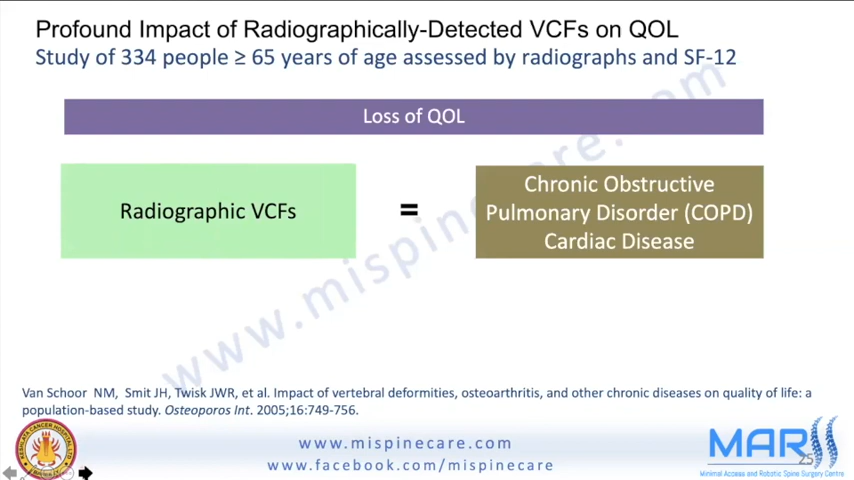 Profound Impact of Radiographically-Detected VCFs on QOL
Study of 334 people ≥ 65 years of age assessed by radiographs and SF-12
Loss of QOL
Radiographic VCFs
=
Chronic Obstructive
Pulmonary Disorder (COPD)
Cardiac Disease
www.mispinecare.com
Van Schoor NM, Smit JH, Twisk JWR, et al. Impact of vertebral deformities, osteoarthritis, and other chronic diseases on quality of life: a
population-based study. Osteoporos Int. 2005;16:749-756.
www.mispinecare.com
www.facebook.com/mispinecare
MAR
25
Minimal Access and Robotic Spine Surgery Centre